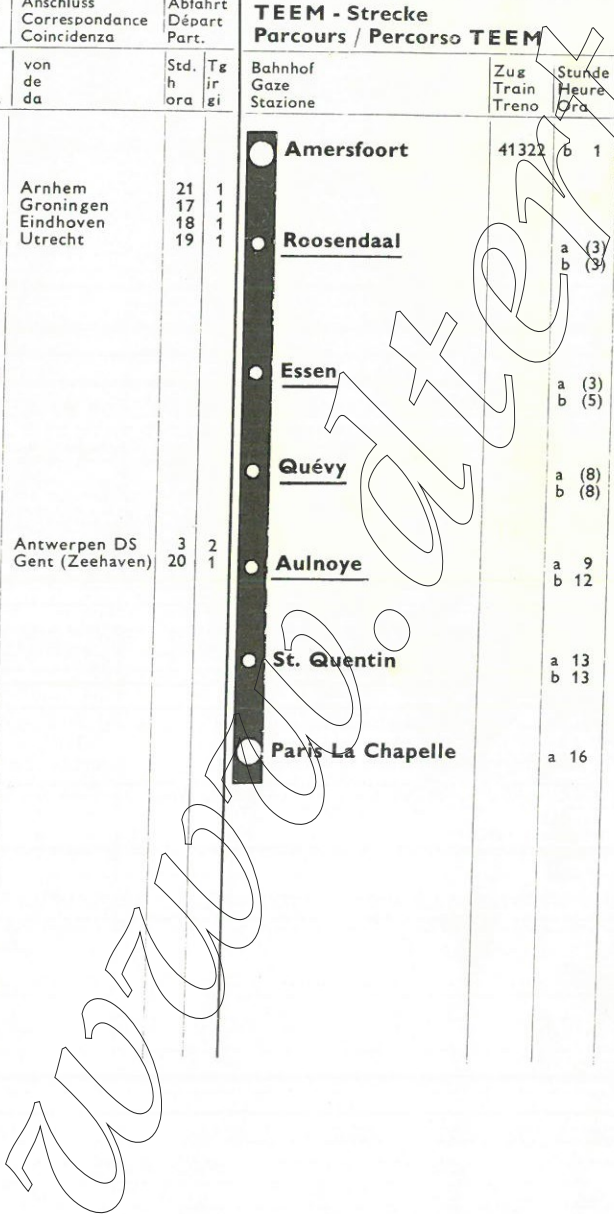 Anschluss Abfahrt TEEM - Strecke
Correspondance Départ Parcours / Percorso TEEM
Coincidenza Part.
von Std. Tg Bahnhof Zug Stunde
de h ir Gaze Train Heure
da ora gi Stazione Treno Ora
Amersfoort 41322 b 1
Arnhem 21 1
Groningen 17 1
Eindhoven 18 1
Utrecht 19 1 Roosendaal a (3)
b (3)
Essen a (3)
b (5)
Quévy a (8)
b (8)
Antwerpen DS 3 2
Gent (Zeehaven) 20 1 Aulnoye a 9
b 12
St. Quentin a 13
b 13
Paris La Chapelle a 16